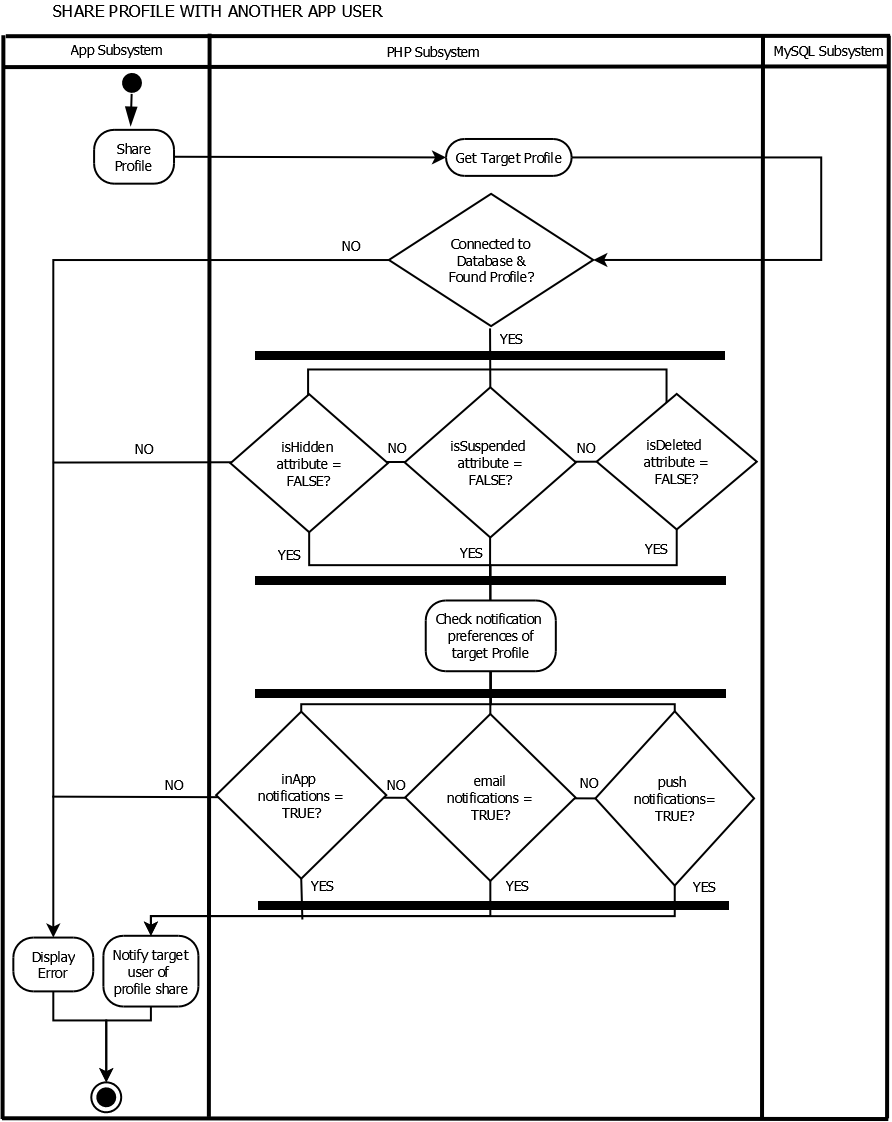 SHARE PROFILE WITH ANOTHER APP USER
App Subsystem
PHP Subsystem
MySQL Subsystem
Share
Profile
Get Target Profile
NO
Connected to
Database &
Found Profile?
YES
NO
isHidden
attribute =
FALSE?
NO
isSuspended
attribute =
FALSE?
NO
isDeleted
attribute =
FALSE?
YES
YES
YES
Check notification
preferences of
target Profile
NO
inApp
notifications =
TRUE?
NO
email
notifications =
TRUE?
NO
push
notifications=
TRUE?
YES
YES
YES
Display
Error
Notify target
user of
profile share